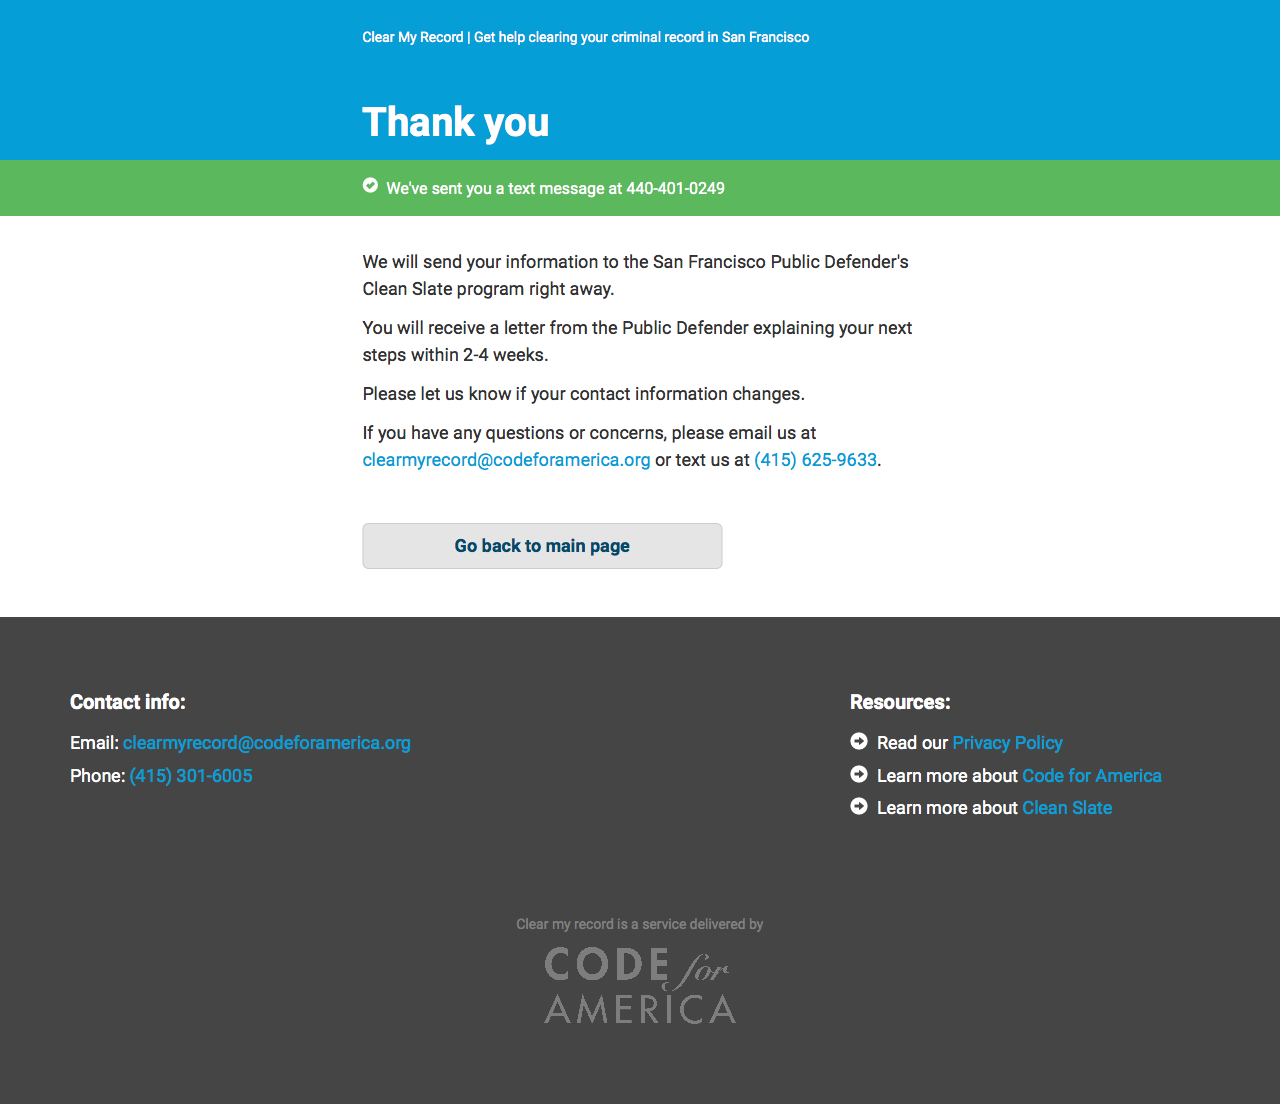 Clear My Record | Get help clearing your criminal record in San Francisco
Thank you
We've sent you a text message at 440-401-0249
We will send your information to the San Francisco Public Defender's
Clean Slate program right away.
You will receive a letter from the Public Defender explaining your next
steps within 2-4 weeks.
Please let us know if your contact information changes.
If you have any questions or concerns, please email us at
clearmyrecord@codeforamerica.org or text us at (415) 625-9633.
Go back to main page
Contact info:
Email: clearmyrecord@codeforamerica.org
Phone: (415) 301-6005
Resources:
Read our Privacy Policy
Learn more about Code for America
Learn more about Clean Slate
Clear my record is a service delivered by
CODE for
AMERICA